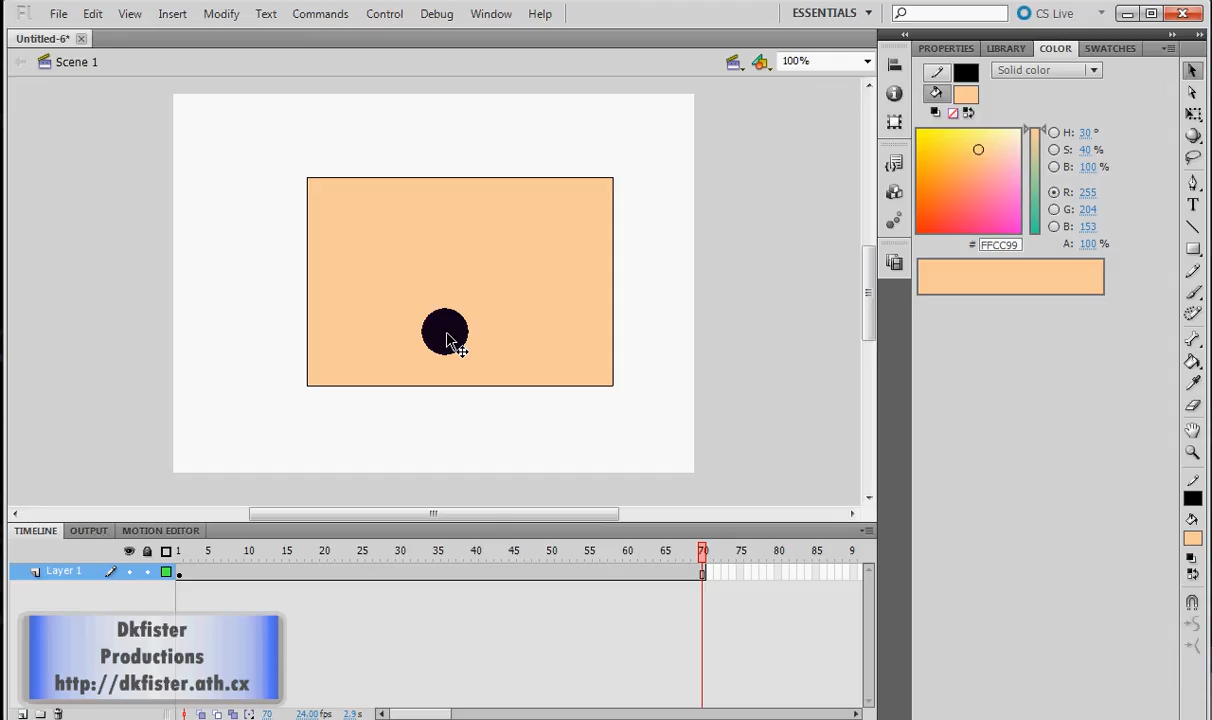 Fl File Edit View Insert Modify Text Commands Control Debug Window Help ESSENTIALS CS Live
Untitled-6*
Scene 1 100%
PROPERTIES LIBRARY COLOR SWATCHES
Solid color
H: 30 °
S: 40 %
B: 100 %
R: 255
G: 204
B: 153
# FFCC99 A: 100 %
TIMELINE OUTPUT MOTION EDITOR
1 5 10 15 20 25 30 35 40 45 50 55 60 65 70 75 80 85 9
Layer 1
Dkfister
Productions
http://dkfister.ath.cx
70 24.00fps 2.9s